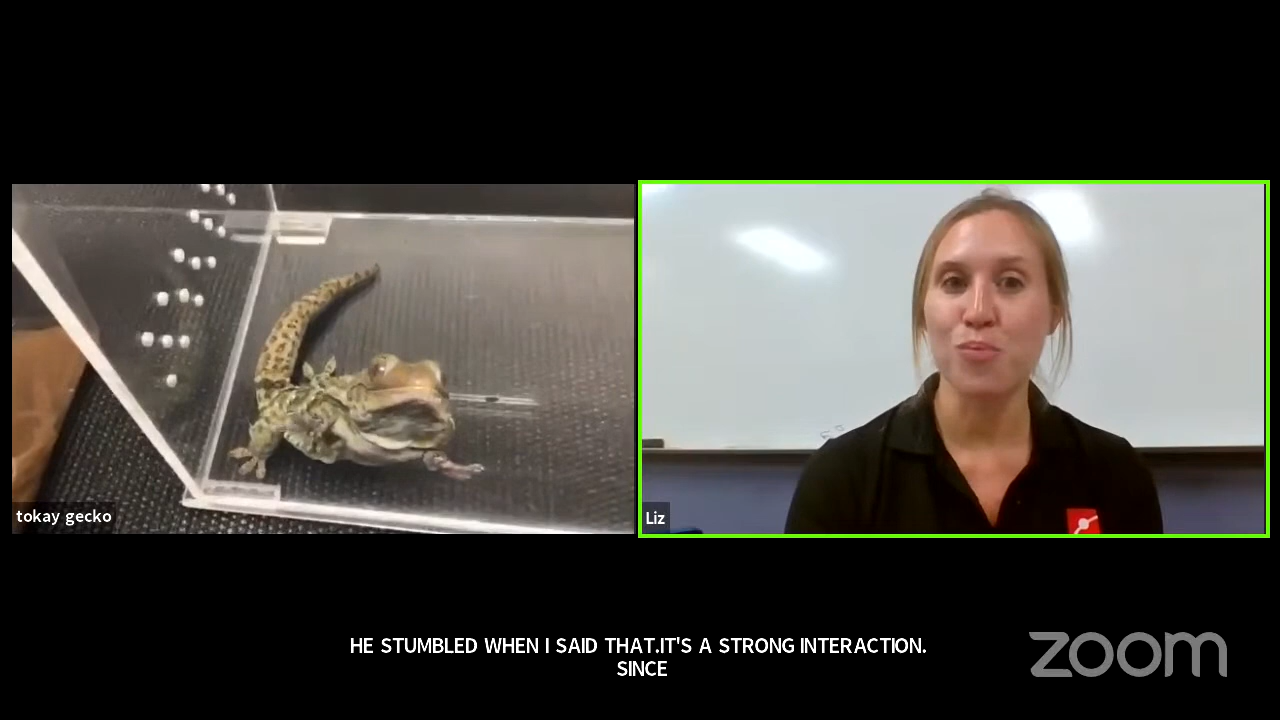 tokay gecko
Liz
HE STUMBLED WHEN I SAID THAT.IT'S A STRONG INTERACTION.
SINCE
zoom